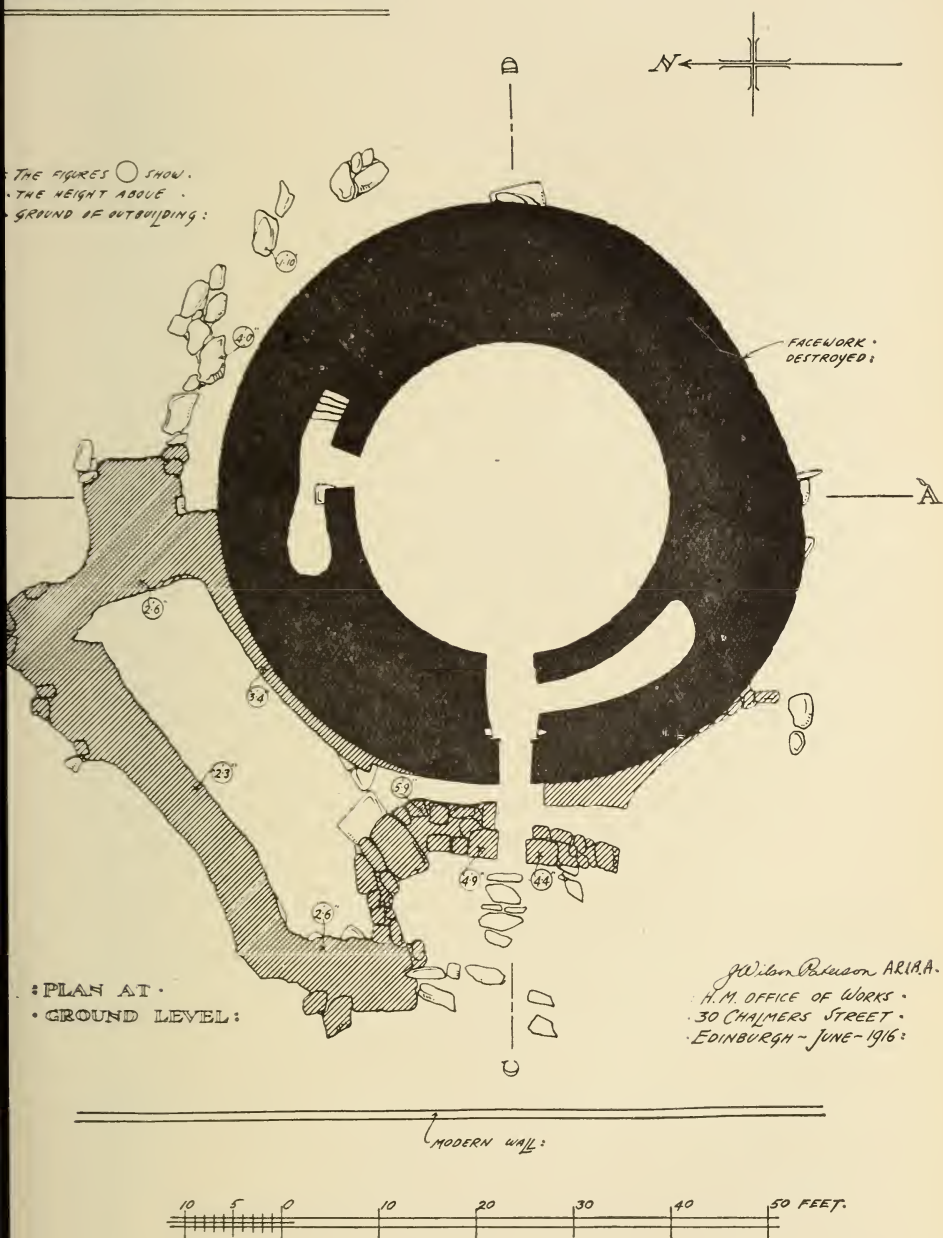 D
N
: THE FIGURES ○ SHOW.
· THE HEIGHT ABOVE ·
· GROUND OF OUTBUILDING :
1·10"
4·0"
FACEWORK ·
DESTROYED :
A
2·6"
3·4"
2·3"
5·9"
4·9"
4·4"
2·6"
: PLAN AT ·
· GROUND LEVEL :
J Wilson Paterson A.R.I.B.A.
: H.M. OFFICE OF WORKS ·
· 30 CHALMERS STREET ·
· EDINBURGH ~ JUNE ~ 1916 :
C
MODERN WALL :
10 5 0 10 20 30 40 50 FEET.